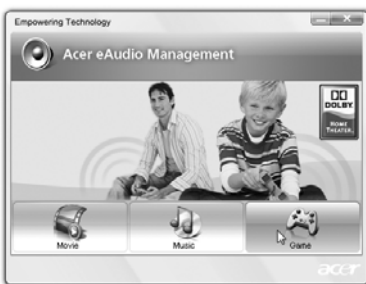 Empowering Technology
Acer eAudio Management
DOLBY
HOME
THEATER
Movie
Music
Game
acer